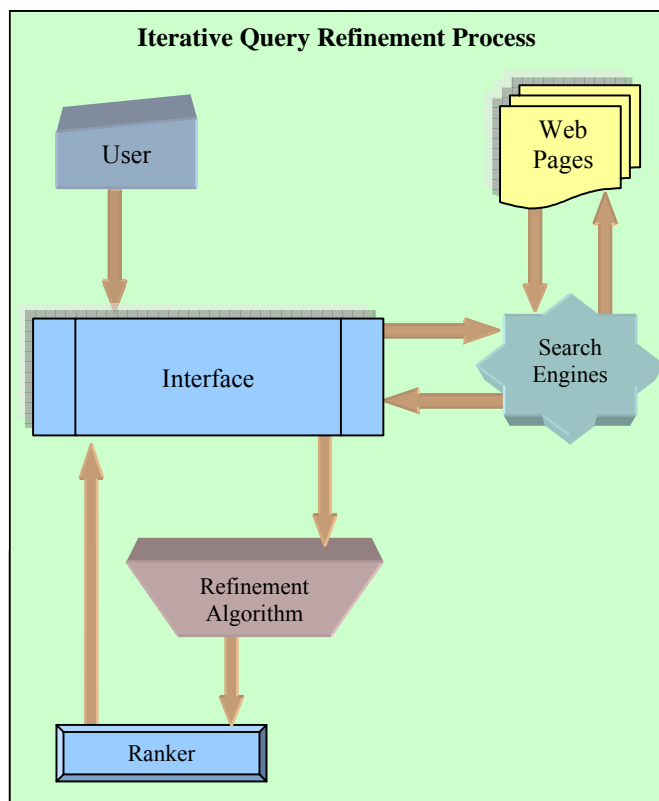 Iterative Query Refinement Process
User
Web
Pages
Interface
Search
Engines
Refinement
Algorithm
Ranker